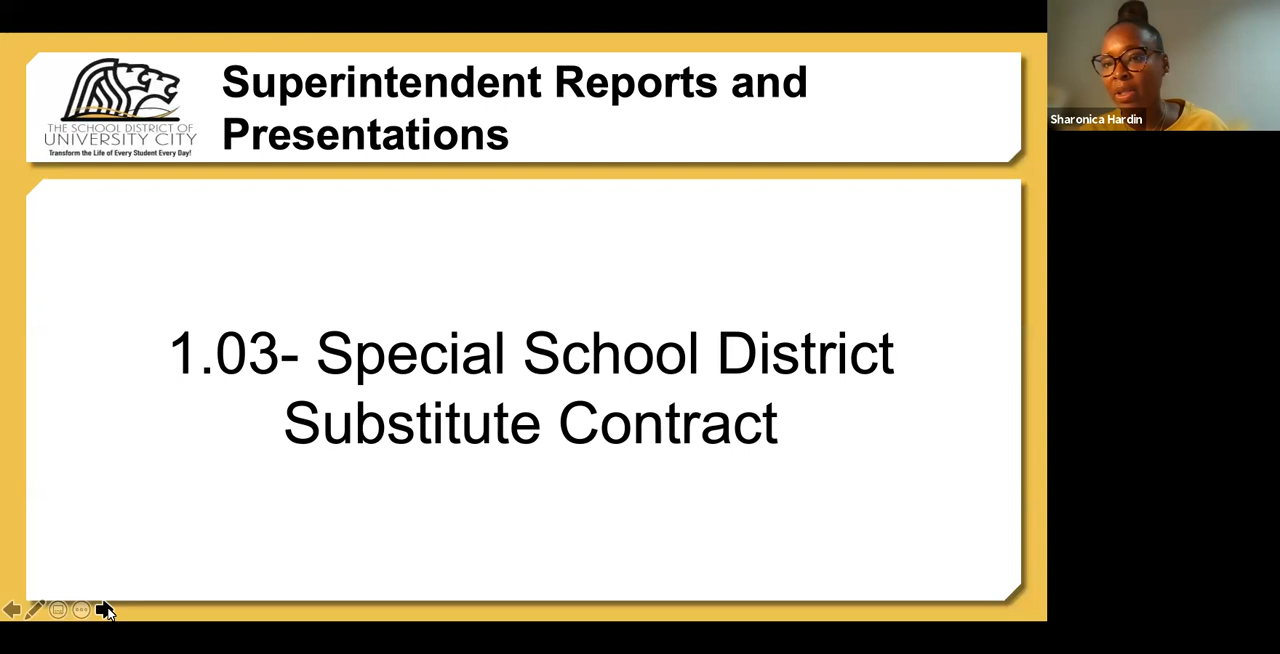 Superintendent Reports and
Presentations
THE SCHOOL DISTRICT OF
UNIVERSITY CITY
Transform the Life of Every Student Every Day!
1.03- Special School District
Substitute Contract
Sharonica Hardin